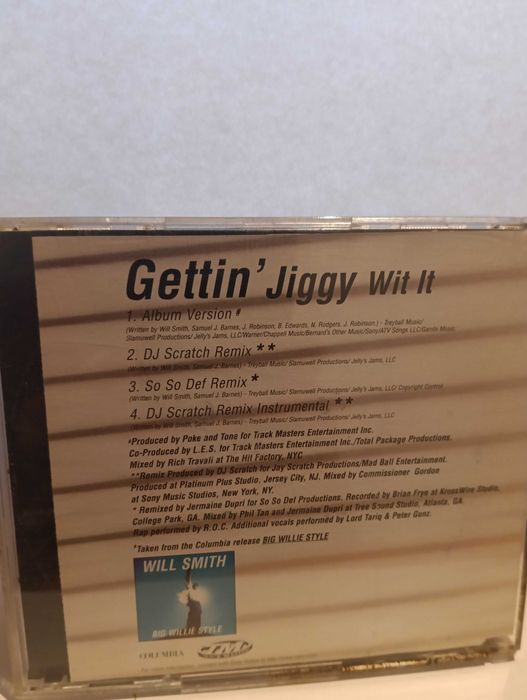 Gettin' Jiggy Wit It
1. Album Version #
(Written by Will Smith, Samuel J. Barnes, J. Robinson, B. Edwards, N. Rodgers, J. Robinson,) - Treyball Music/
Slamuwell Productions/ Jelly's Jams, LLC/Warner/Chappell Music/Bernard's Other Music/Sony/ATV Songs LLC/Gambi Music
2. DJ Scratch Remix **
(Written by Will Smith, Samuel J. Barnes) - Treyball Music/ Slamuwell Productions/ Jelly's Jams, LLC
3. So So Def Remix *
(Written by Will Smith, Samuel J. Barnes) - Treyball Music/ Slamuwell Productions/ Jelly's Jams, LLC/ Copyright Control
4. DJ Scratch Remix Instrumental **
(Written by Will Smith, Samuel J. Barnes) - Treyball Music/ Slamuwell Productions/ Jelly's Jams, LLC
#Produced by Poke and Tone for Track Masters Entertainment Inc.
Co-Produced by L.E.S. for Track Masters Entertainment Inc./Total Package Productions.
Mixed by Rich Travali at The Hit Factory, NYC
**Remix Produced by DJ Scratch for Jay Scratch Productions/Mad Ball Entertainment.
Produced at Platinum Plus Studio, Jersey City, NJ. Mixed by Commissioner Gordon
at Sony Music Studios, New York, NY.
* Remixed by Jermaine Dupri for So So Def Productions. Recorded by Brian Frye at KrossWire Studio,
College Park, GA. Mixed by Phil Tan and Jermaine Dupri at Tree Sound Studio, Atlanta, GA.
Rap performed by R.O.C. Additional vocals performed by Lord Tariq & Peter Gunz.
#Taken from the Columbia release BIG WILLIE STYLE
WILL SMITH
BIG WILLIE STYLE
COLUMBIA